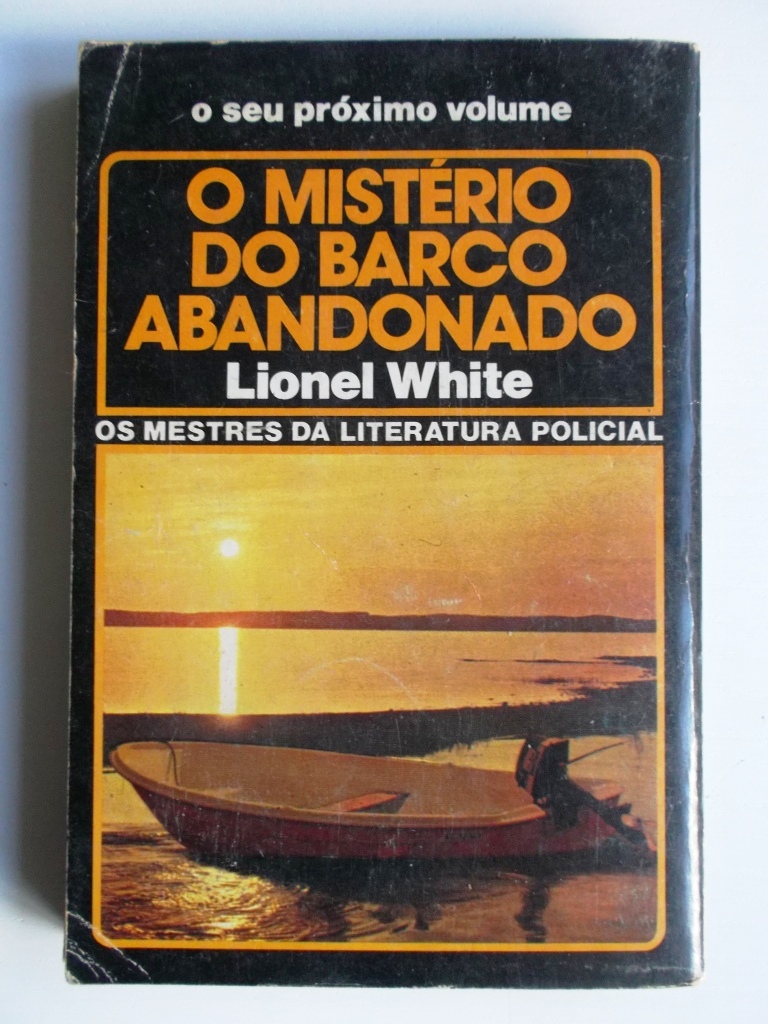 o seu próximo volume
O MISTÉRIO
DO BARCO
ABANDONADO
Lionel White
OS MESTRES DA LITERATURA POLICIAL